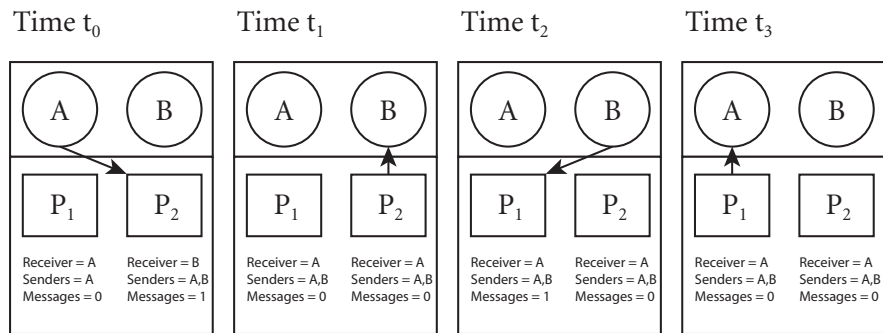 Time t₀
A B
P₁ P₂
Receiver = A Receiver = B
Senders = A Senders = A,B
Messages = 0 Messages = 1
Time t₁
A B
P₁ P₂
Receiver = A Receiver = A
Senders = A,B Senders = A,B
Messages = 0 Messages = 0
Time t₂
A B
P₁ P₂
Receiver = A Receiver = A
Senders = A,B Senders = A,B
Messages = 1 Messages = 0
Time t₃
A B
P₁ P₂
Receiver = A Receiver = A
Senders = A,B Senders = A,B
Messages = 0 Messages = 0